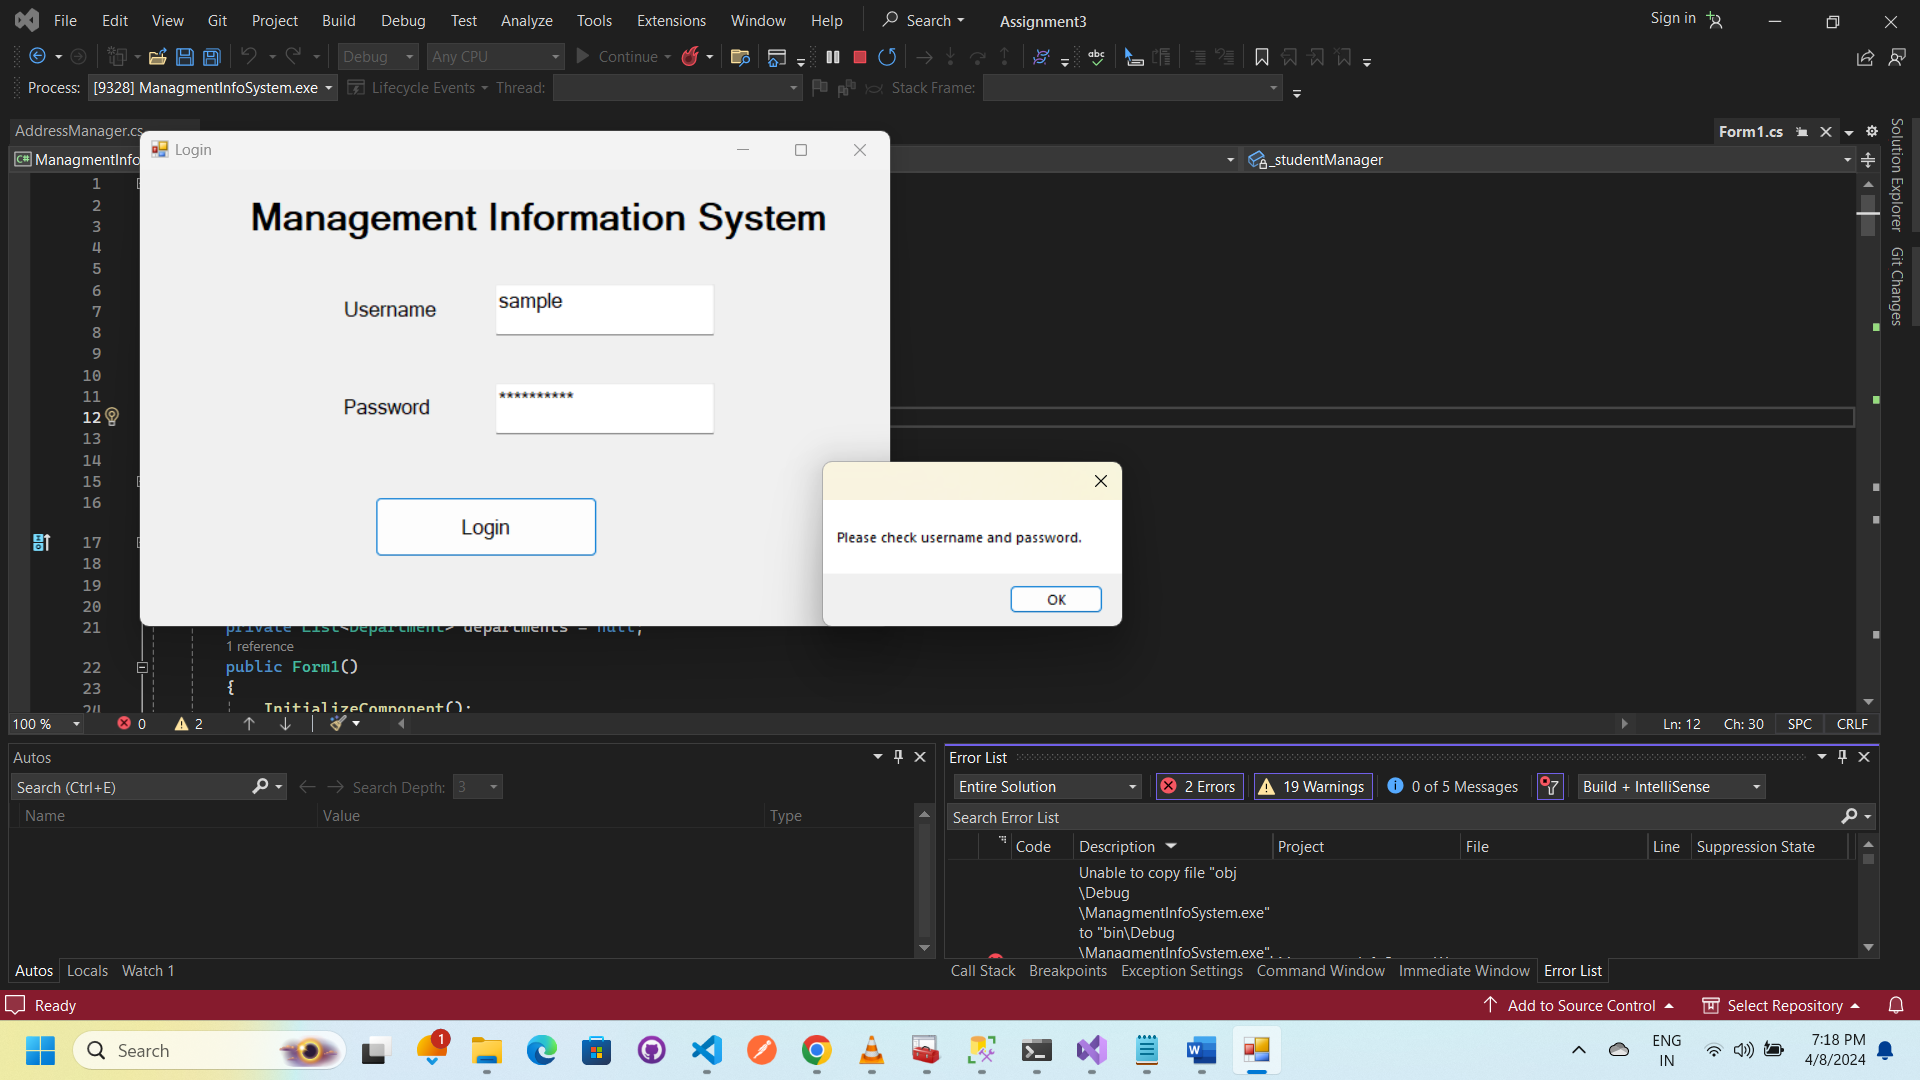 File Edit View Git Project Build Debug Test Analyze Tools Extensions Window Help Search Assignment3 Sign in
Debug Any CPU Continue
Process: [9328] ManagmentInfoSystem.exe Lifecycle Events Thread: Stack Frame:
AddressManager.cs Form1.cs
ManagmentInfo _studentManager
Login
Management Information System
Username sample
Password **********
Login
Please check username and password.
OK
1
2
3
4
5
6
7
8
9
10
11
12
13
14
15
16
17
18
19
20
21 private List<Department> departments = null;
1 reference
22 public Form1()
23 {
24 InitializeComponent();
100 % 0 2 Ln: 12 Ch: 30 SPC CRLF
Solution Explorer
Git Changes
Autos
Search (Ctrl+E) Search Depth: 3
Name Value Type
Autos Locals Watch 1
Error List
Entire Solution 2 Errors 19 Warnings 0 of 5 Messages Build + IntelliSense
Search Error List
Code Description Project File Line Suppression State
Unable to copy file "obj
\Debug
\ManagmentInfoSystem.exe"
to "bin\Debug
\ManagmentInfoSystem.exe".
Call Stack Breakpoints Exception Settings Command Window Immediate Window Error List
Ready Add to Source Control Select Repository
Search 1 ENG
IN
7:18 PM
4/8/2024